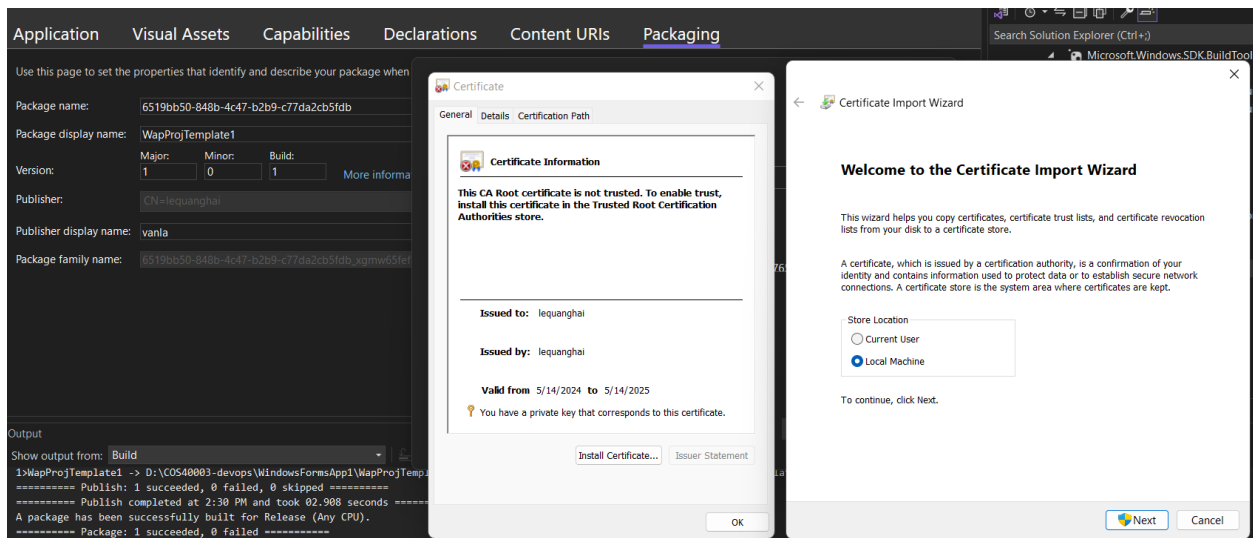 Application Visual Assets Capabilities Declarations Content URIs Packaging
Use this page to set the properties that identify and describe your package when
Package name: 6519bb50-848b-4c47-b2b9-c77da2cb5fdb
Package display name: WapProjTemplate1
Major: Minor: Build:
Version: 1 0 1 More informa
Publisher: CN=lequanghai
Publisher display name: vanla
Package family name: 6519bb50-848b-4c47-b2b9-c77da2cb5fdb_xgmw65fef
Output
Show output from: Build
1>WapProjTemplate1 -> D:\COS40003-devops\WindowsFormsApp1\WapProjTempl
========== Publish: 1 succeeded, 0 failed, 0 skipped ==========
========== Publish completed at 2:30 PM and took 02.908 seconds ======
A package has been successfully built for Release (Any CPU).
========== Package: 1 succeeded, 0 failed ===========
Certificate
General Details Certification Path
Certificate Information
This CA Root certificate is not trusted. To enable trust,
install this certificate in the Trusted Root Certification
Authorities store.
Issued to: lequanghai
Issued by: lequanghai
Valid from 5/14/2024 to 5/14/2025
You have a private key that corresponds to this certificate.
Install Certificate... Issuer Statement
OK
Search Solution Explorer (Ctrl+;)
Microsoft.Windows.SDK.BuildTool
Certificate Import Wizard
Welcome to the Certificate Import Wizard
This wizard helps you copy certificates, certificate trust lists, and certificate revocation
lists from your disk to a certificate store.
A certificate, which is issued by a certification authority, is a confirmation of your
identity and contains information used to protect data or to establish secure network
connections. A certificate store is the system area where certificates are kept.
Store Location
Current User
Local Machine
To continue, click Next.
Next Cancel